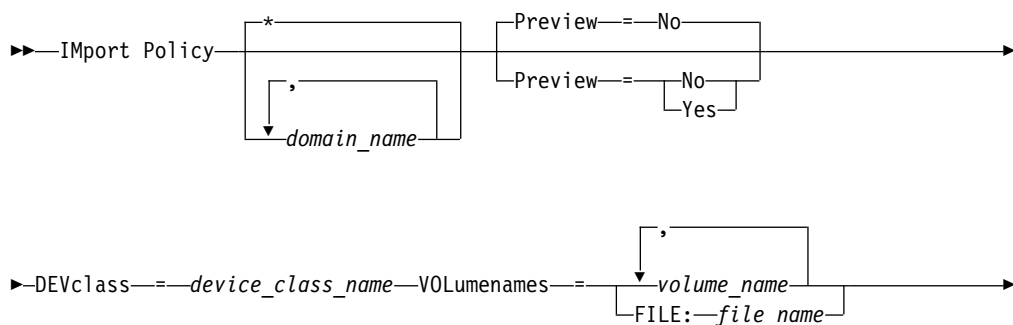 * Preview = No
IMport Policy
, Preview = No
Yes
domain_name
,
DEVclass = device_class_name VOLumenames = volume_name
FILE: file name